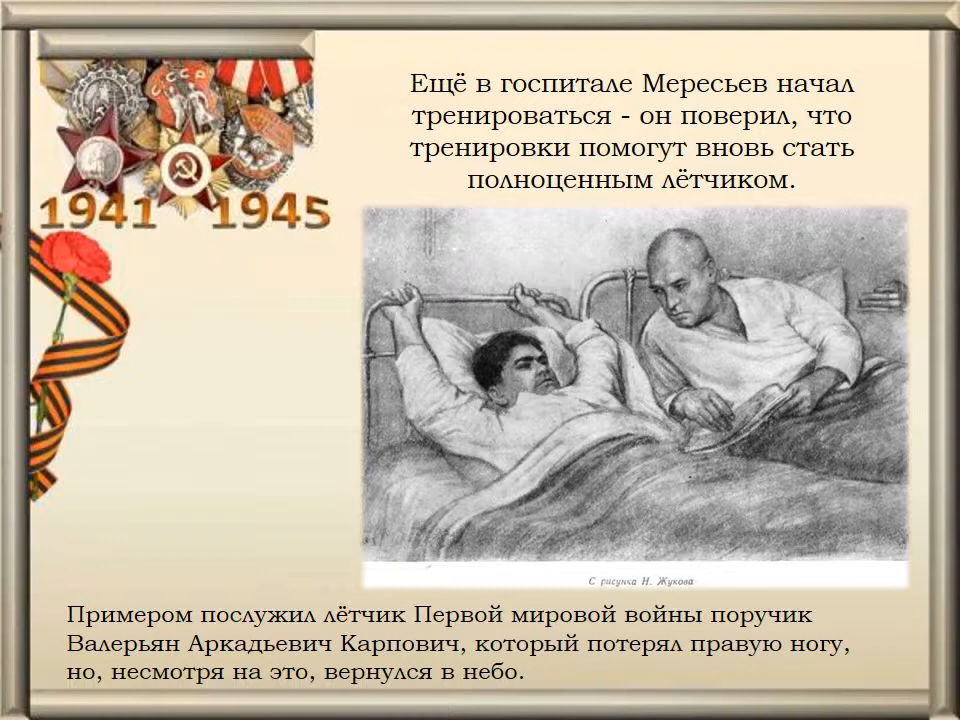 Ещё в госпитале Мересьев начал
тренироваться - он поверил, что
тренировки помогут вновь стать
полноценным лётчиком.
СССР
1941 1945
С рисунка Н. Жукова
Примером послужил лётчик Первой мировой войны поручик
Валерьян Аркадьевич Карпович, который потерял правую ногу,
но, несмотря на это, вернулся в небо.